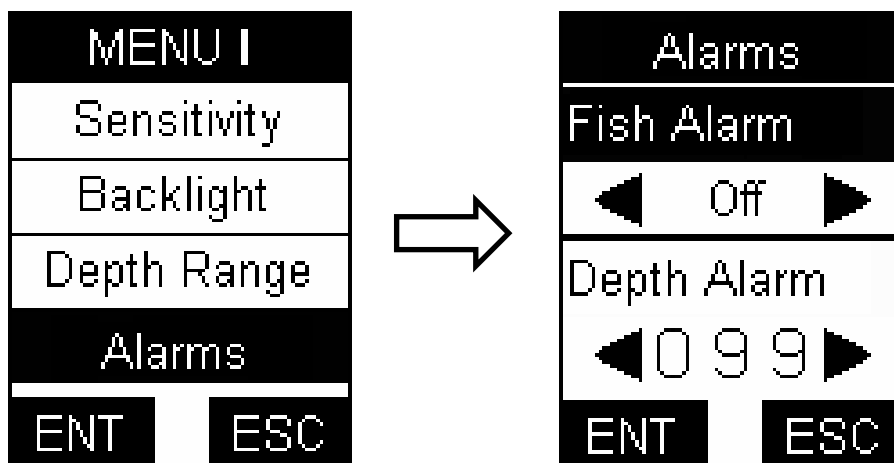 MENU I
Sensitivity
Backlight
Depth Range
Alarms
ENT ESC
Alarms
Fish Alarm
Off
Depth Alarm
099
ENT ESC